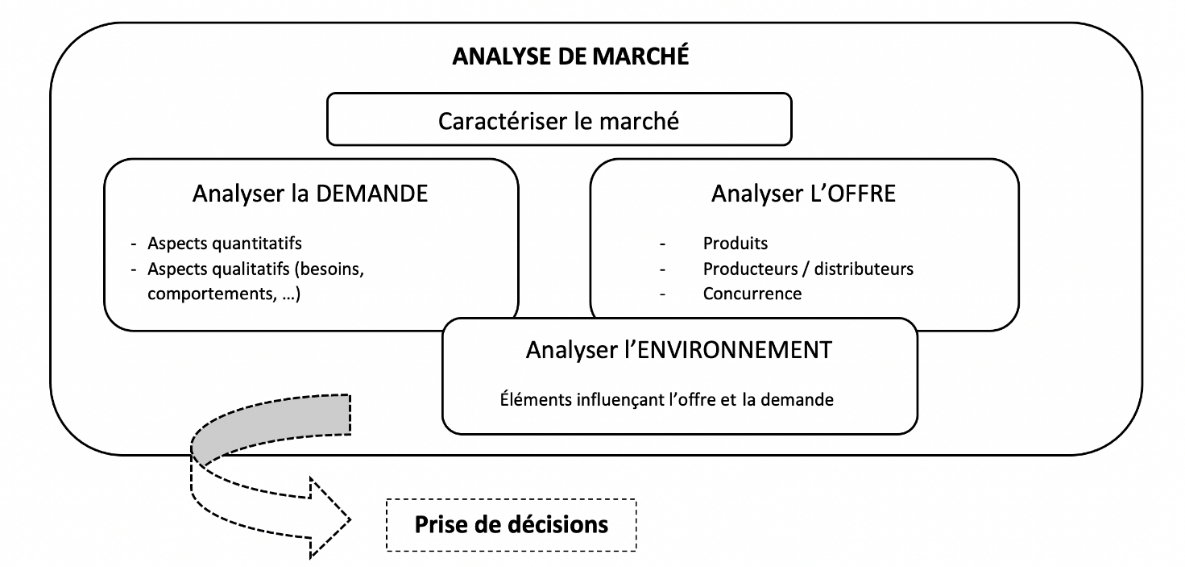 ANALYSE DE MARCHÉ
Caractériser le marché
Analyser la DEMANDE
- Aspects quantitatifs
- Aspects qualitatifs (besoins,
comportements, …)
Analyser L’OFFRE
- Produits
- Producteurs / distributeurs
- Concurrence
Analyser l’ENVIRONNEMENT
Éléments influençant l’offre et la demande
Prise de décisions